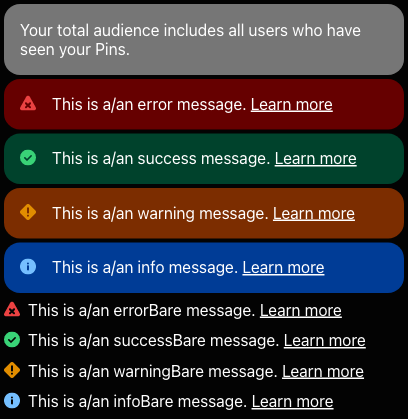 Your total audience includes all users who have
seen your Pins.
This is a/an error message. Learn more
This is a/an success message. Learn more
This is a/an warning message. Learn more
This is a/an info message. Learn more
This is a/an errorBare message. Learn more
This is a/an successBare message. Learn more
This is a/an warningBare message. Learn more
This is a/an infoBare message. Learn more